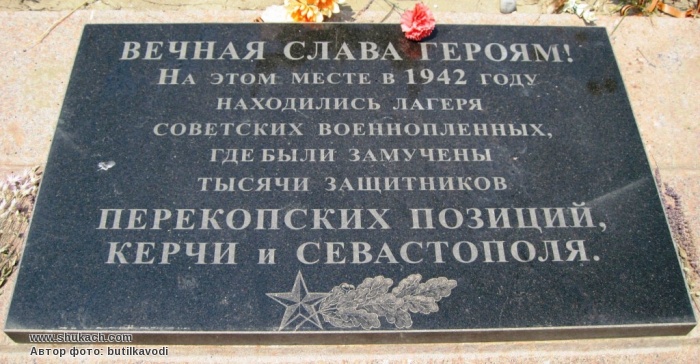 ВЕЧНАЯ СЛАВА ГЕРОЯМ!
НА ЭТОМ МЕСТЕ В 1942 ГОДУ
НАХОДИЛИСЬ ЛАГЕРЯ
СОВЕТСКИХ ВОЕННОПЛЕННЫХ,
ГДЕ БЫЛИ ЗАМУЧЕНЫ
ТЫСЯЧИ ЗАЩИТНИКОВ
ПЕРЕКОПСКИХ ПОЗИЦИЙ,
КЕРЧИ и СЕВАСТОПОЛЯ.
www.shukach.com
Автор фото: butilkavodi